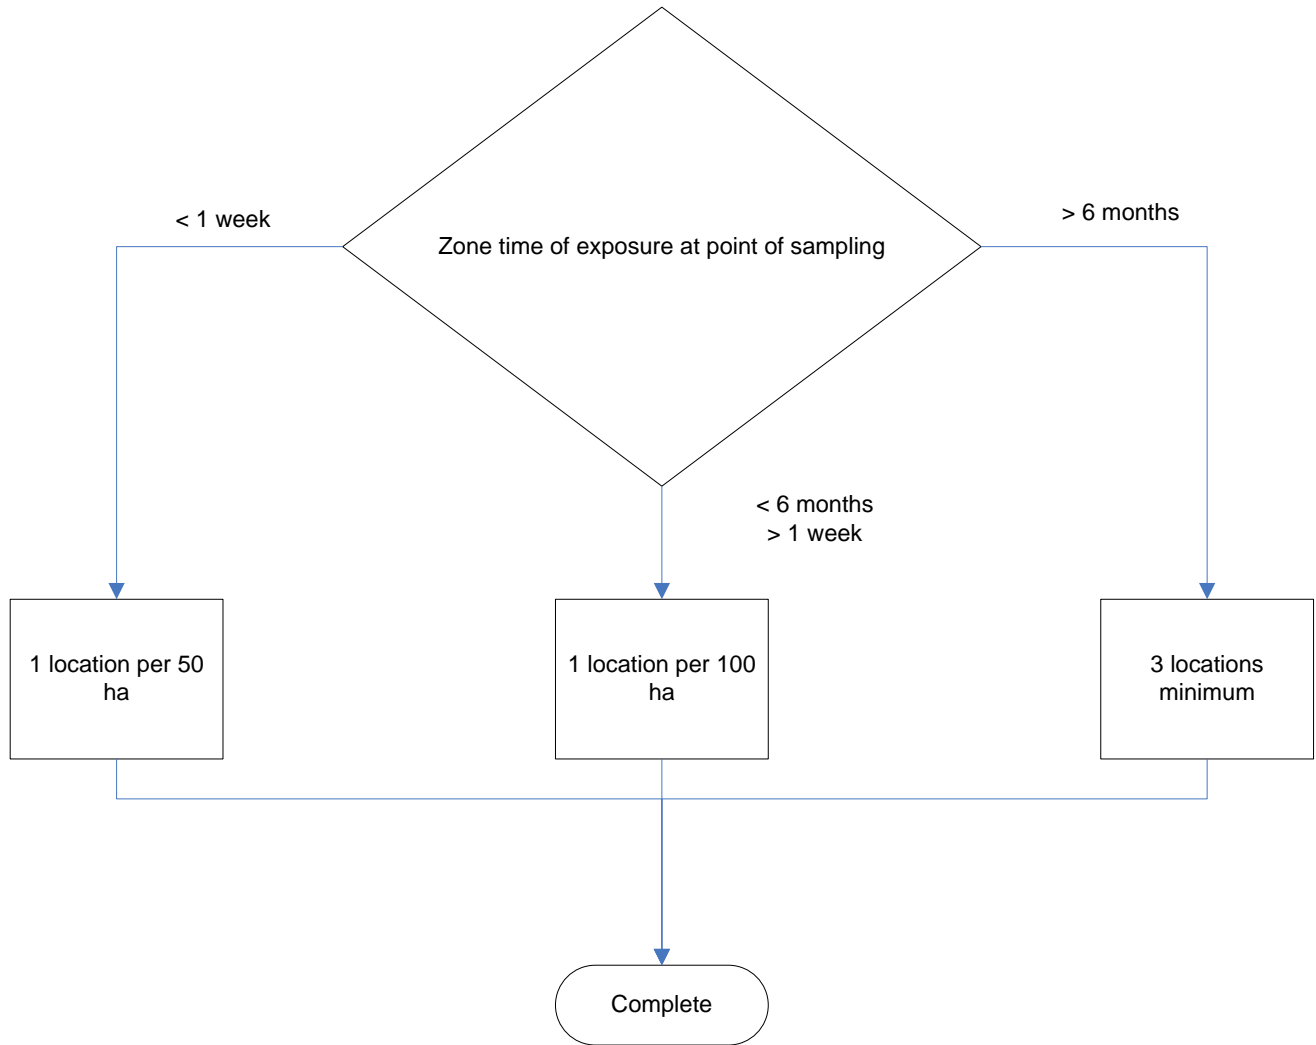 < 1 week
> 6 months
Zone time of exposure at point of sampling
< 6 months
> 1 week
1 location per 50
ha
1 location per 100
ha
3 locations
minimum
Complete